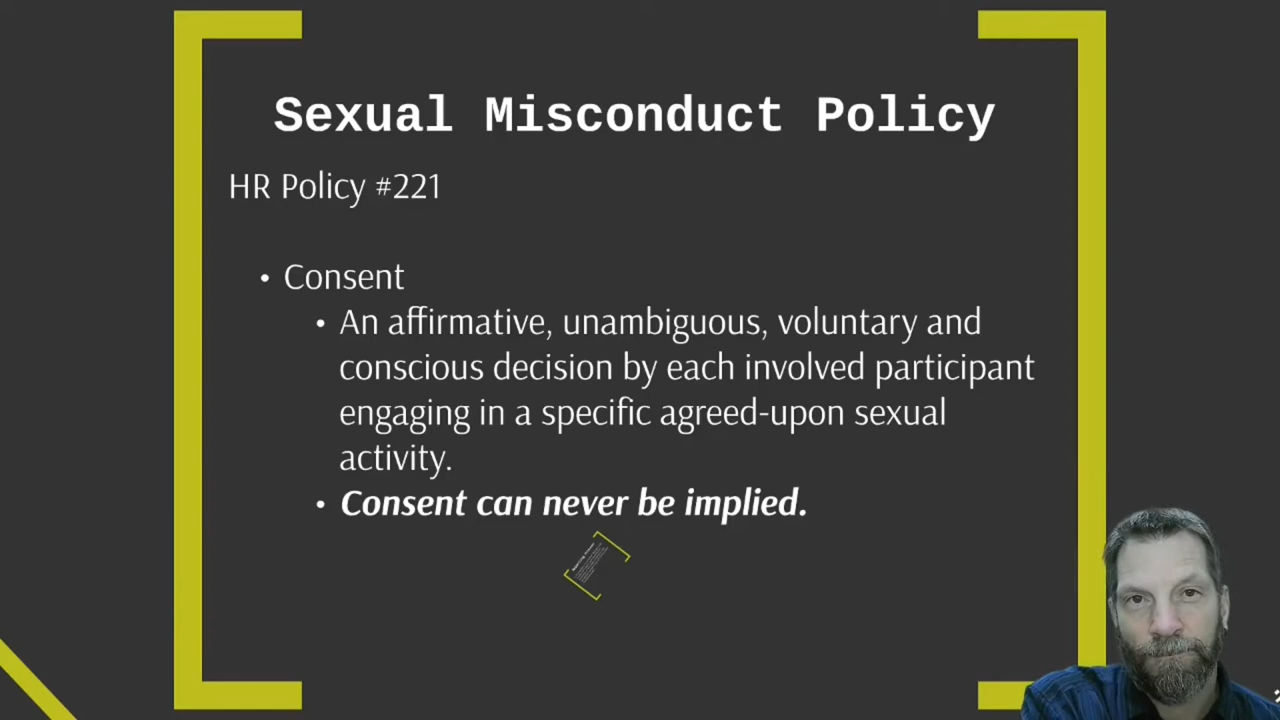 Sexual Misconduct Policy
HR Policy #221
• Consent
• An affirmative, unambiguous, voluntary and
conscious decision by each involved participant
engaging in a specific agreed-upon sexual
activity.
• Consent can never be implied.